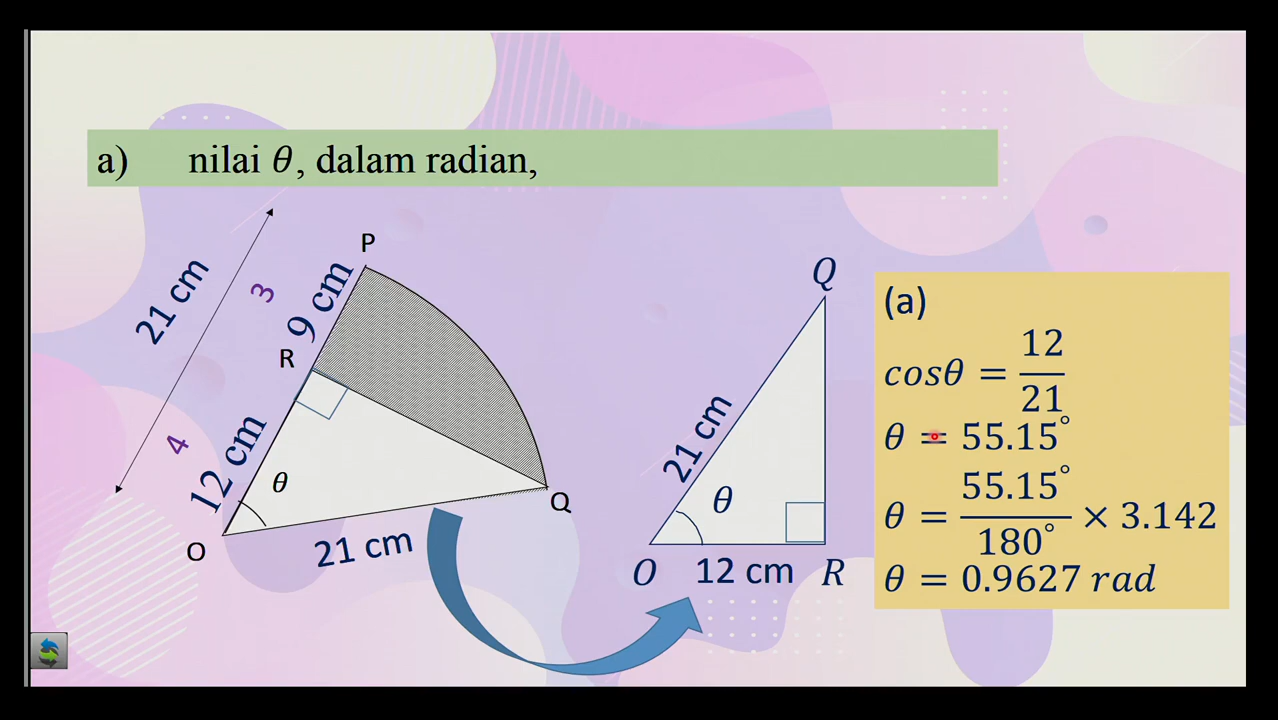 a) nilai θ, dalam radian,
P
21 cm
3
9 cm
R
4
12 cm
θ
O
21 cm
Q
Q
21 cm
θ
O
12 cm
R
(a)
cosθ = 12/21
θ = 55.15°
θ = 55.15°/180° × 3.142
θ = 0.9627 rad